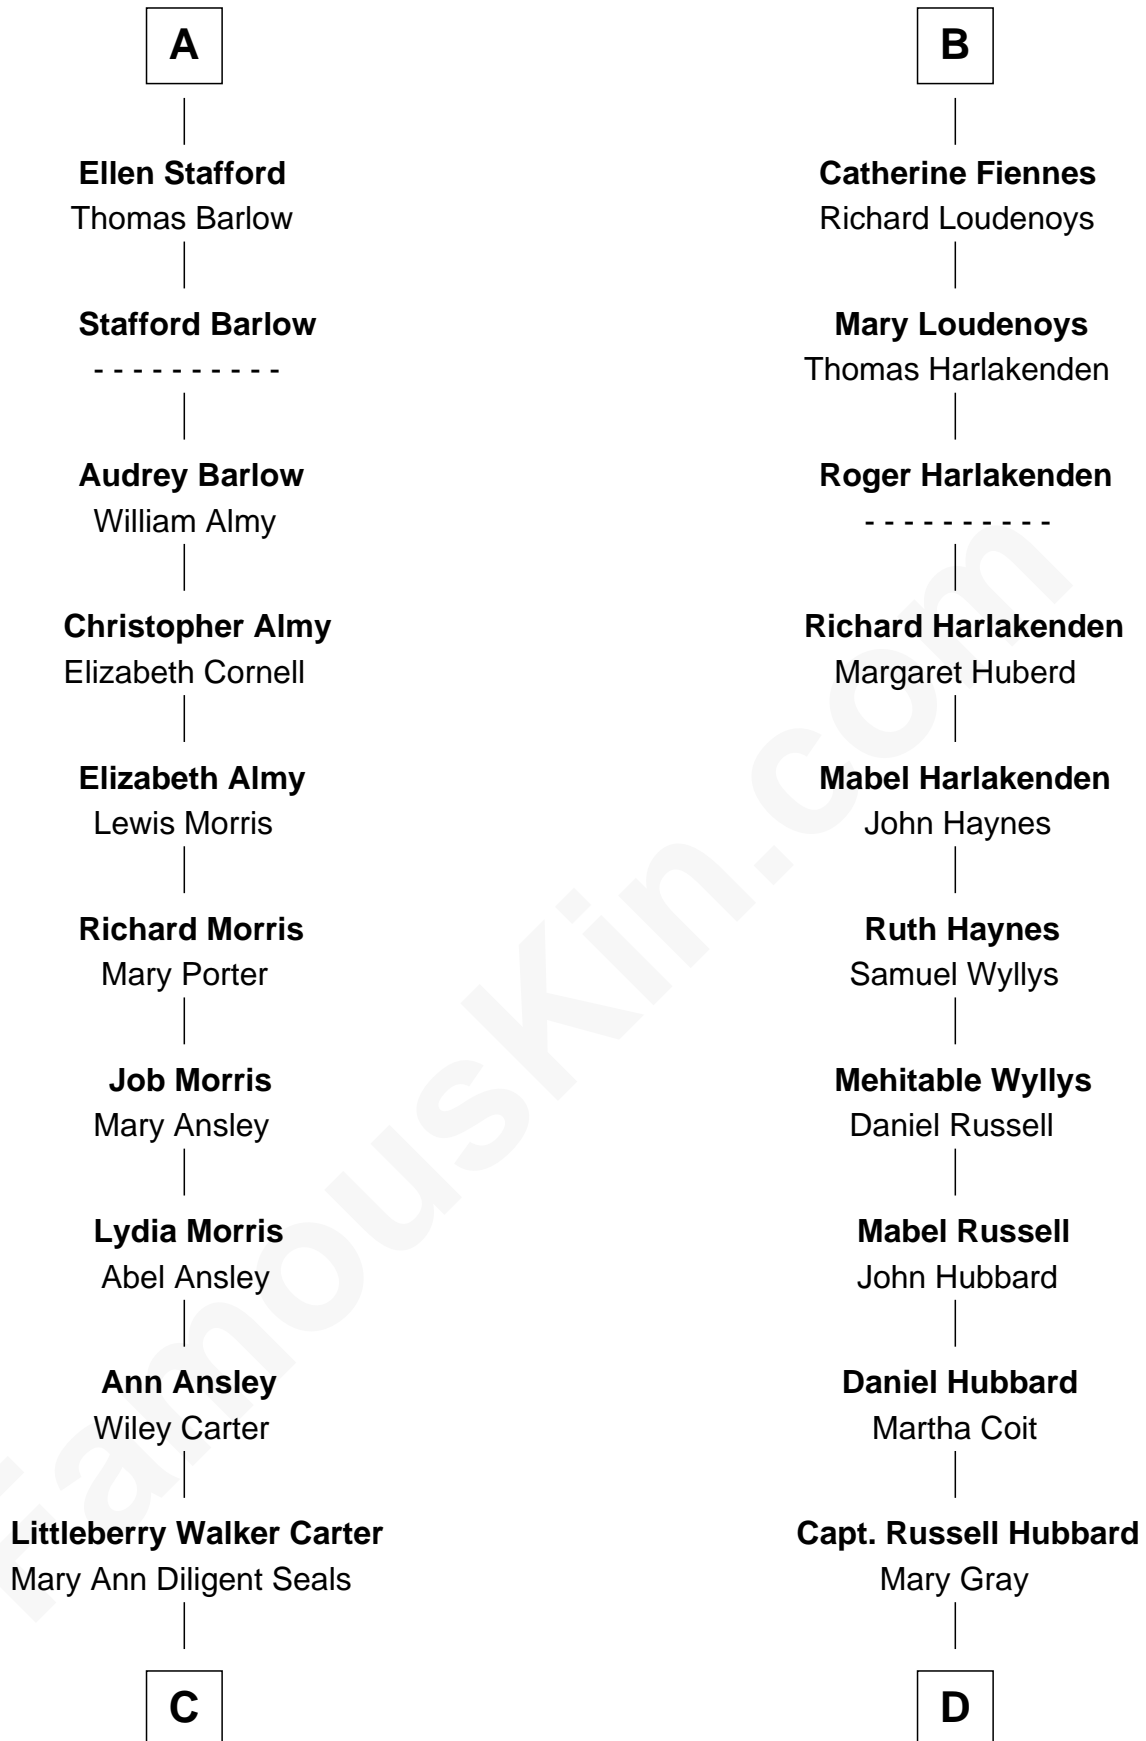 A
Ellen Stafford
Thomas Barlow
Stafford Barlow
- - - - - - - - - -
Audrey Barlow
William Almy
Christopher Almy
Elizabeth Cornell
Elizabeth Almy
Lewis Morris
Richard Morris
Mary Porter
Job Morris
Mary Ansley
Lydia Morris
Abel Ansley
Ann Ansley
Wiley Carter
Littleberry Walker Carter
Mary Ann Diligent Seals
C
B
Catherine Fiennes
Richard Loudenoys
Mary Loudenoys
Thomas Harlakenden
Roger Harlakenden
- - - - - - - - - -
Richard Harlakenden
Margaret Huberd
Mabel Harlakenden
John Haynes
Ruth Haynes
Samuel Wyllys
Mehitable Wyllys
Daniel Russell
Mabel Russell
John Hubbard
Daniel Hubbard
Martha Coit
Capt. Russell Hubbard
Mary Gray
D
FamousKin.com